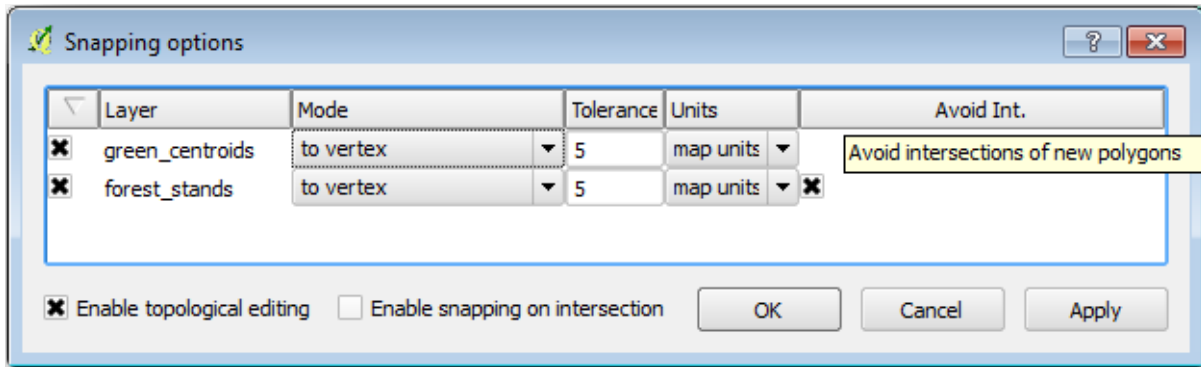 Snapping options
Layer Mode Tolerance Units Avoid Int.
green_centroids to vertex 5 map units Avoid intersections of new polygons
forest_stands to vertex 5 map units
Enable topological editing Enable snapping on intersection OK Cancel Apply